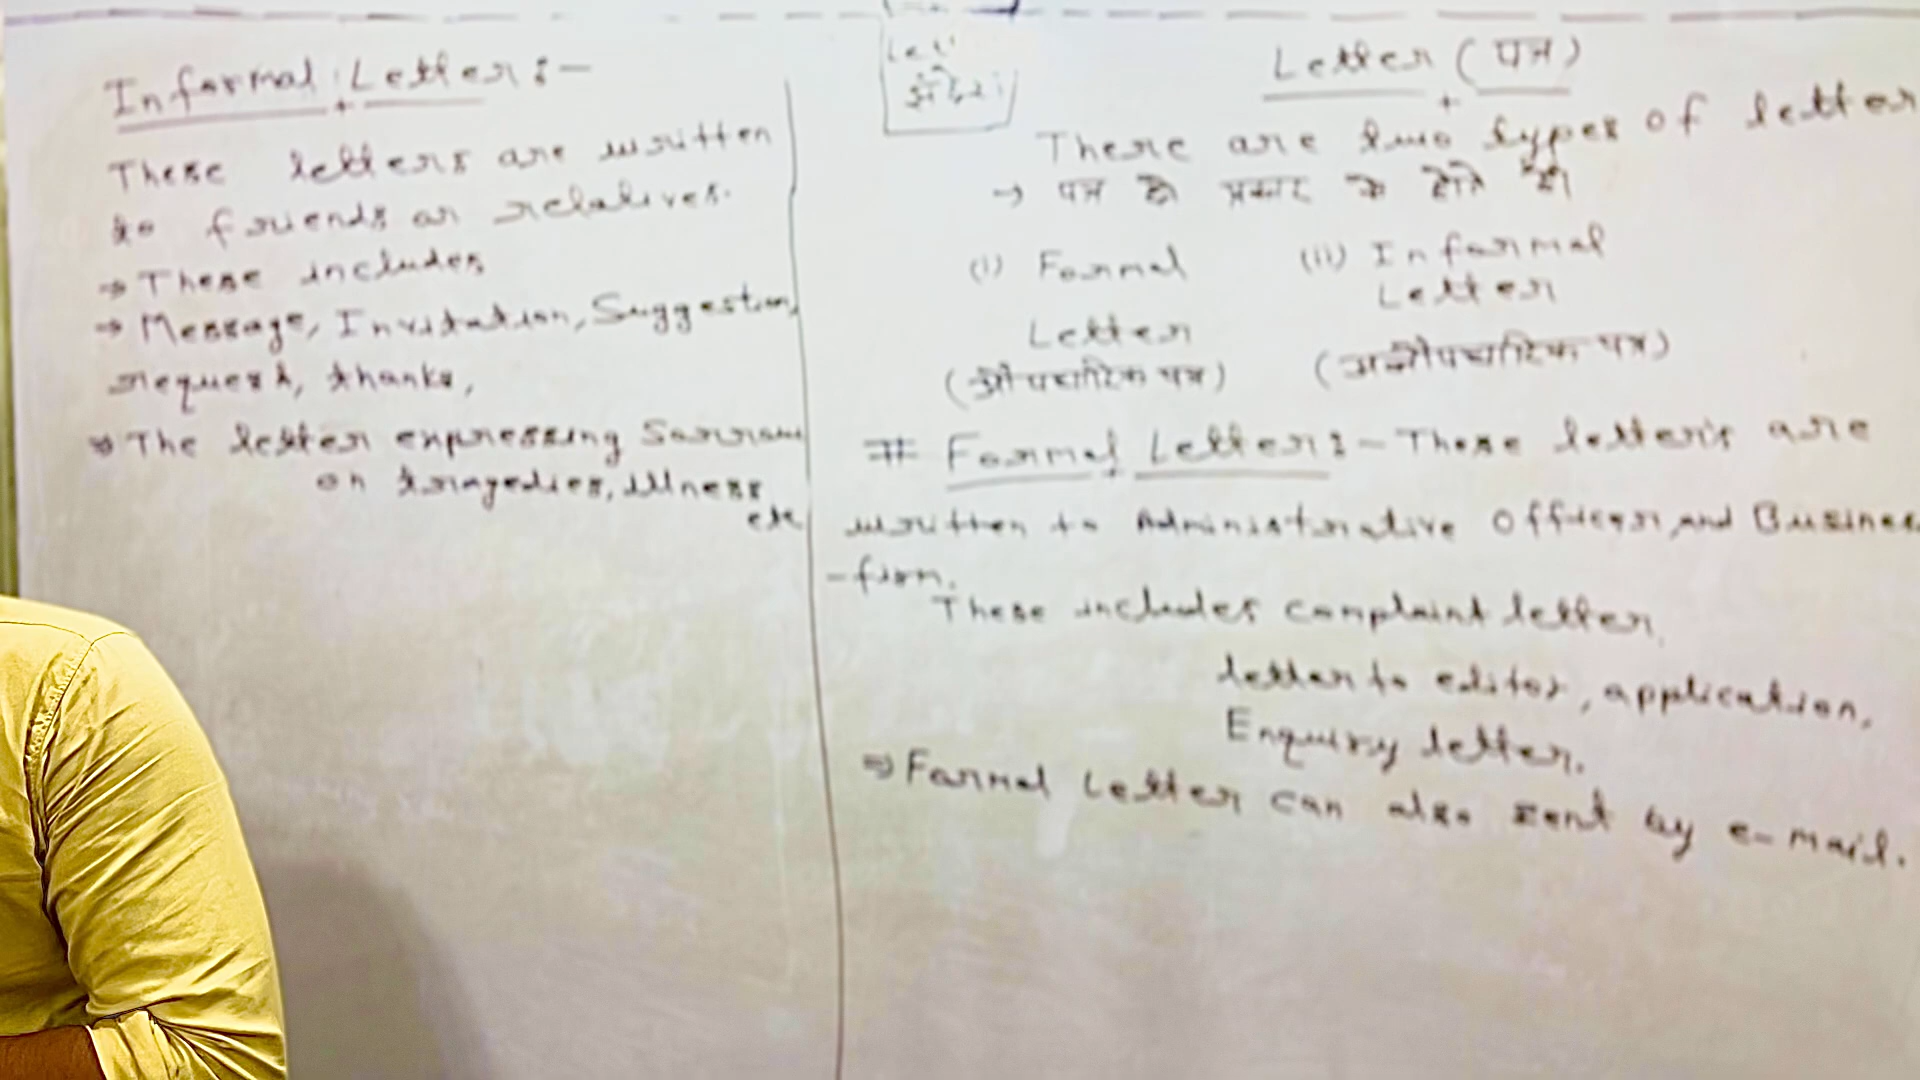 Letter (पत्र)
There are two types of letter
→ पत्र दो प्रकार के होते हैं।
(i) Formal
Letter
(औपचारिक पत्र)
(ii) Informal
Letter
(अनौपचारिक पत्र)
# Formal Letter :- These letter's are
written to Administrative Officer, and Busines
-firm.
These includes complaint letter,
letter to editor, application,
Enquiry letter.
⇒ Formal Letter can also sent by e-mail.
Informal Letter :-
These letters are written
to friends or relatives.
→ These includes
→ Message, Invitation, Suggestion,
request, thanks,
⇒ The letter expressing Sorrow
on tragedies, illness
etc